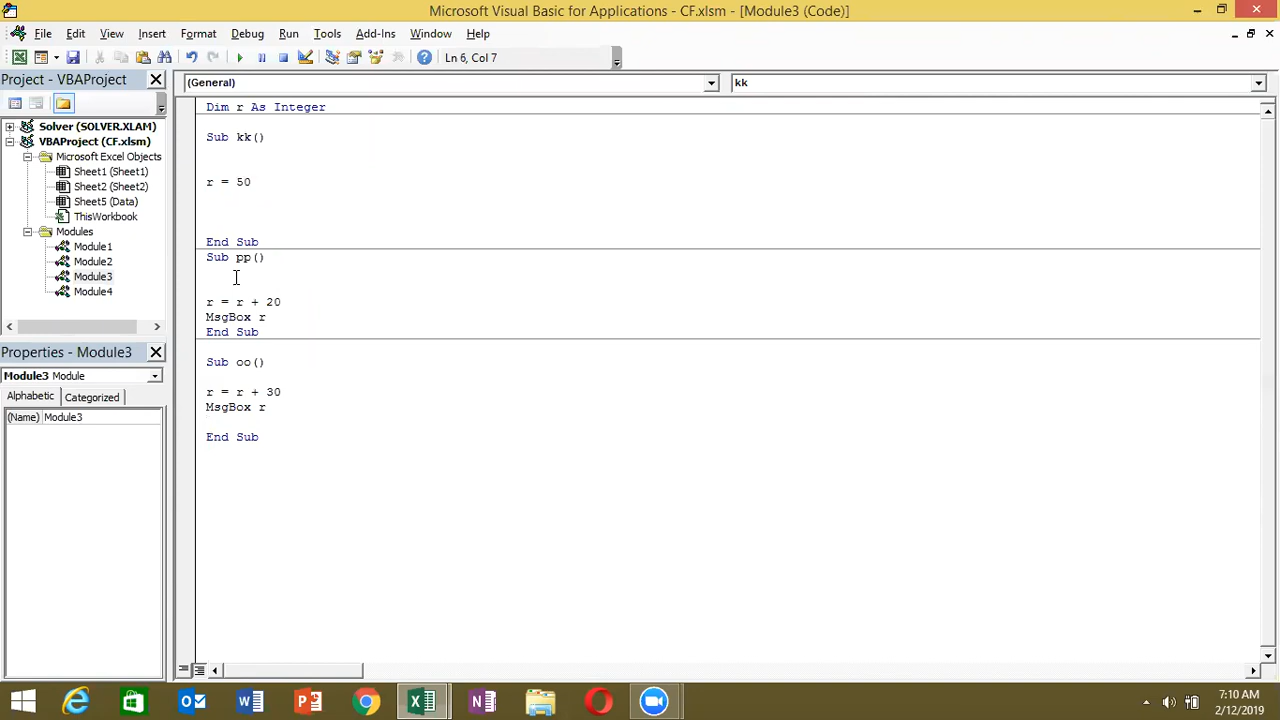 Microsoft Visual Basic for Applications - CF.xlsm - [Module3 (Code)]
File Edit View Insert Format Debug Run Tools Add-Ins Window Help
Ln 6, Col 7
Project - VBAProject
(General)
kk
Solver (SOLVER.XLAM)
VBAProject (CF.xlsm)
Microsoft Excel Objects
Sheet1 (Sheet1)
Sheet2 (Sheet2)
Sheet5 (Data)
ThisWorkbook
Modules
Module1
Module2
Module3
Module4
Properties - Module3
Module3 Module
Alphabetic Categorized
(Name) Module3
Dim r As Integer
Sub kk()
r = 50
End Sub
Sub pp()
r = r + 20
MsgBox r
End Sub
Sub oo()
r = r + 30
MsgBox r
End Sub
7:10 AM
2/12/2019